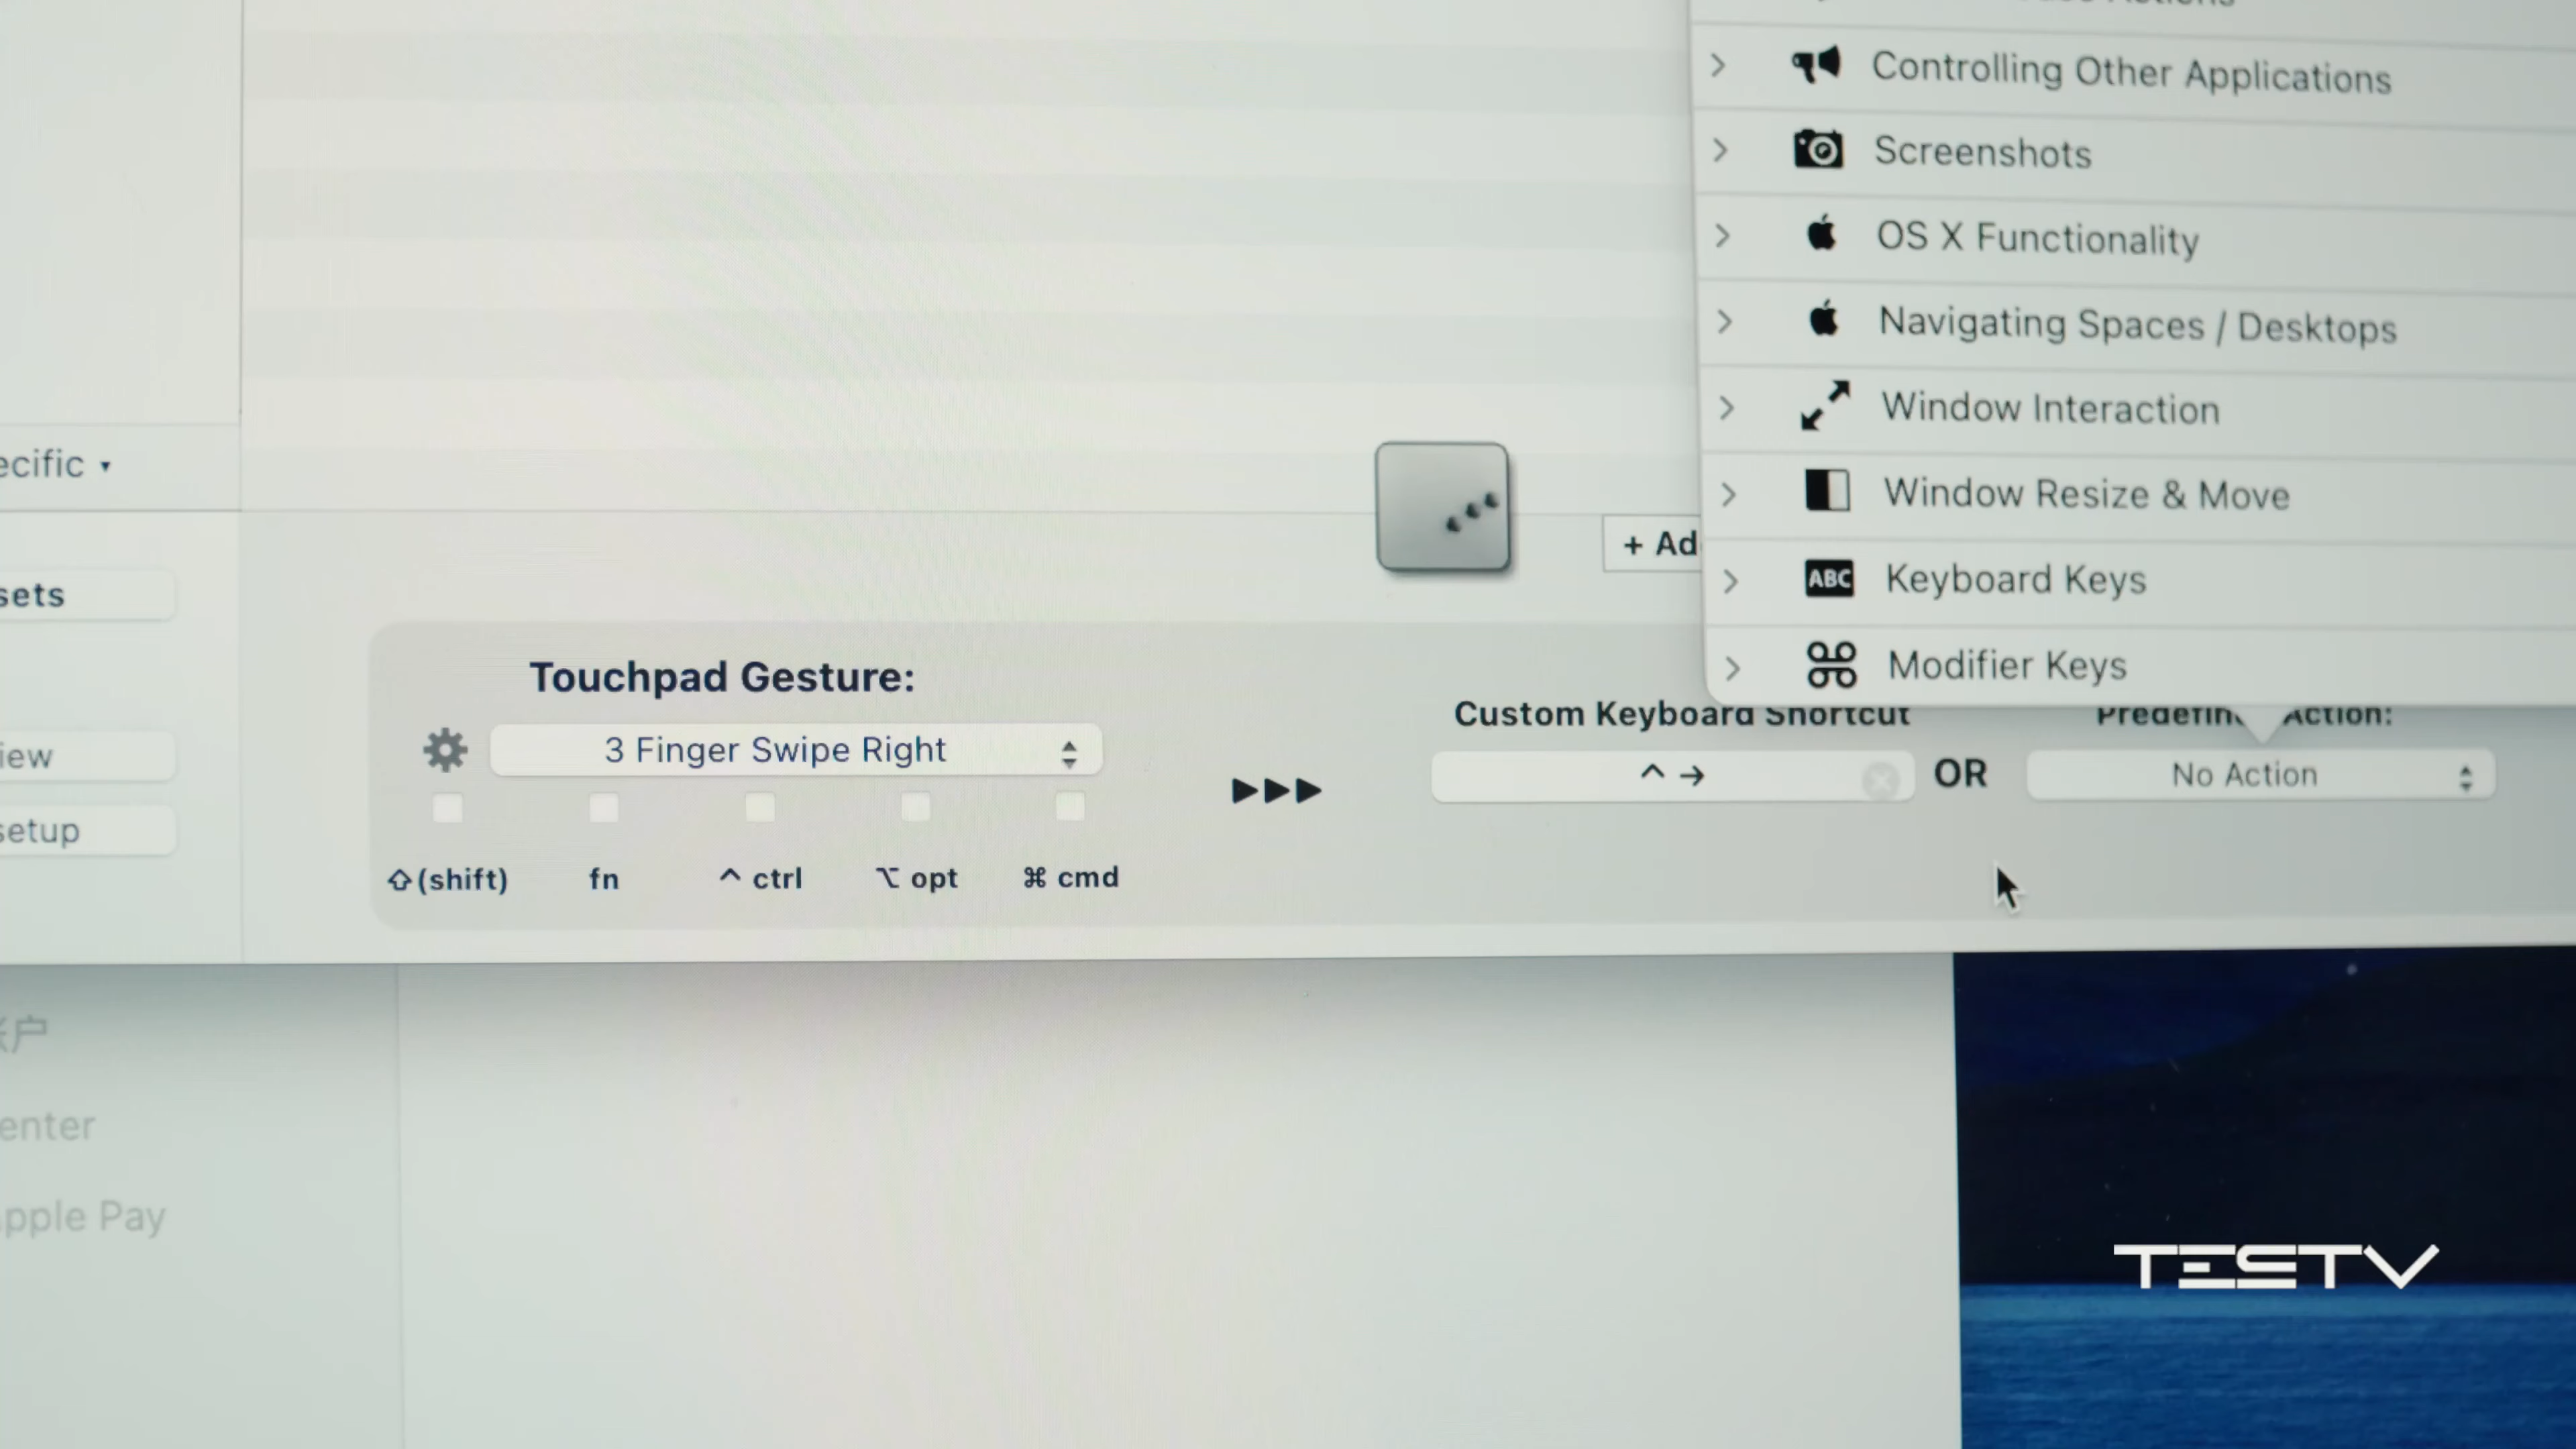 Controlling Other Applications
Screenshots
OS X Functionality
Navigating Spaces / Desktops
Window Interaction
Window Resize & Move
ABC Keyboard Keys
Modifier Keys
ecific ▾
sets
iew
setup
+ Ad
Touchpad Gesture:
3 Finger Swipe Right
⇧(shift) fn ^ ctrl ⌥ opt ⌘ cmd
▶▶▶
Custom Keyboard Shortcut
^ →
OR
Predefin Action:
No Action
户
enter
pple Pay
TESTV